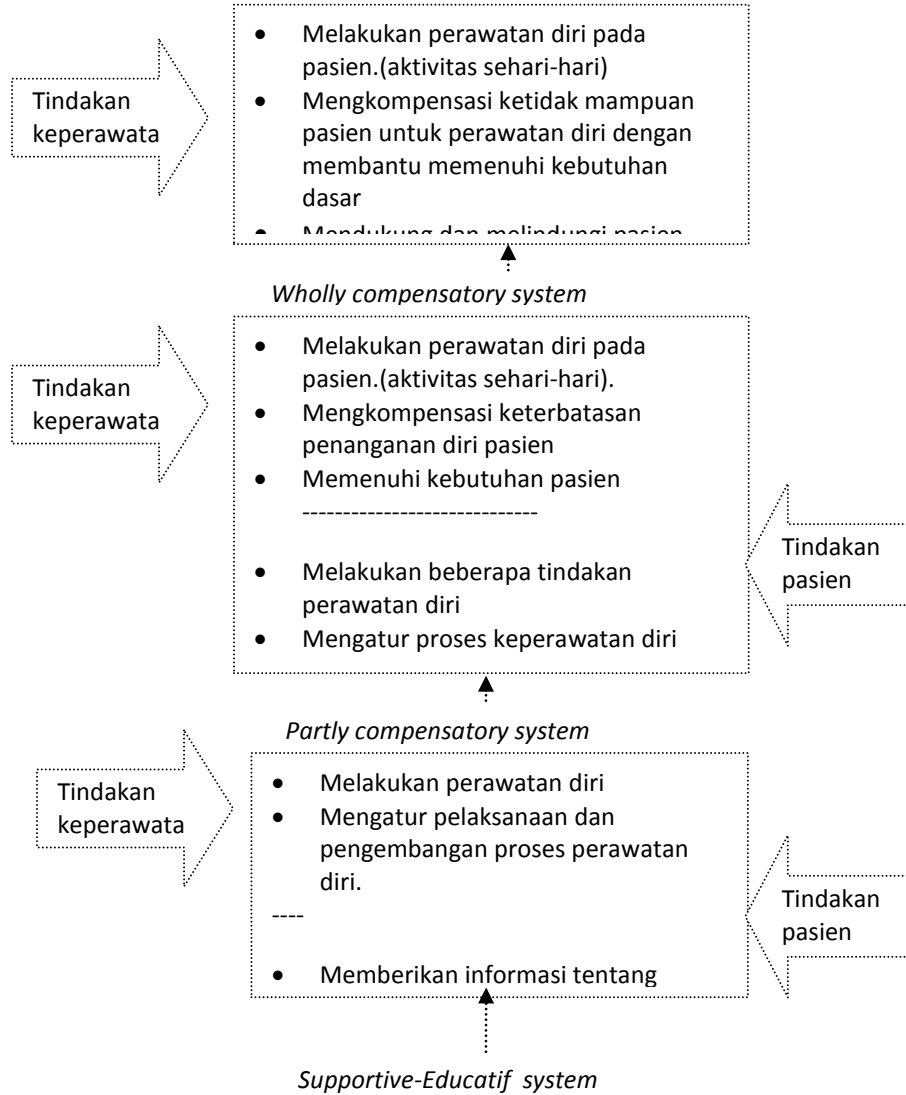 Tindakan
keperawata
• Melakukan perawatan diri pada
pasien.(aktivitas sehari-hari)
• Mengkompensasi ketidak mampuan
pasien untuk perawatan diri dengan
membantu memenuhi kebutuhan
dasar
• Mendukung dan melindungi pasien
Wholly compensatory system
Tindakan
keperawata
• Melakukan perawatan diri pada
pasien.(aktivitas sehari-hari).
• Mengkompensasi keterbatasan
penanganan diri pasien
• Memenuhi kebutuhan pasien
-----------------------------
• Melakukan beberapa tindakan
perawatan diri
• Mengatur proses keperawatan diri
Tindakan
pasien
Partly compensatory system
Tindakan
keperawata
• Melakukan perawatan diri
• Mengatur pelaksanaan dan
pengembangan proses perawatan
diri.
----
• Memberikan informasi tentang
Tindakan
pasien
Supportive-Educatif system